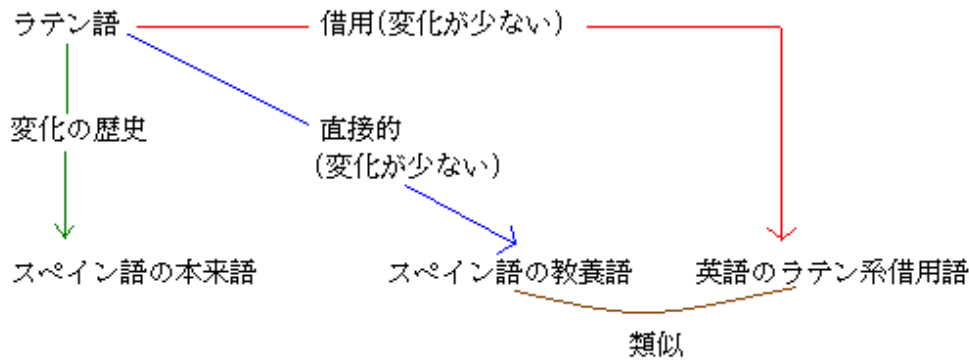 ラテン語
借用(変化が少ない)
変化の歴史
直接的
(変化が少ない)
スペイン語の本来語
スペイン語の教養語
英語のラテン系借用語
類似